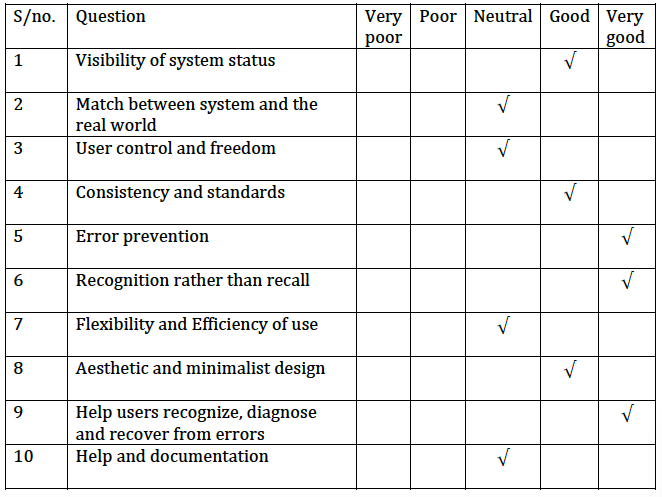 S/no. Question Very poor Poor Neutral Good Very good
1 Visibility of system status √
2 Match between system and the
real world √
3 User control and freedom √
4 Consistency and standards √
5 Error prevention √
6 Recognition rather than recall √
7 Flexibility and Efficiency of use √
8 Aesthetic and minimalist design √
9 Help users recognize, diagnose
and recover from errors √
10 Help and documentation √